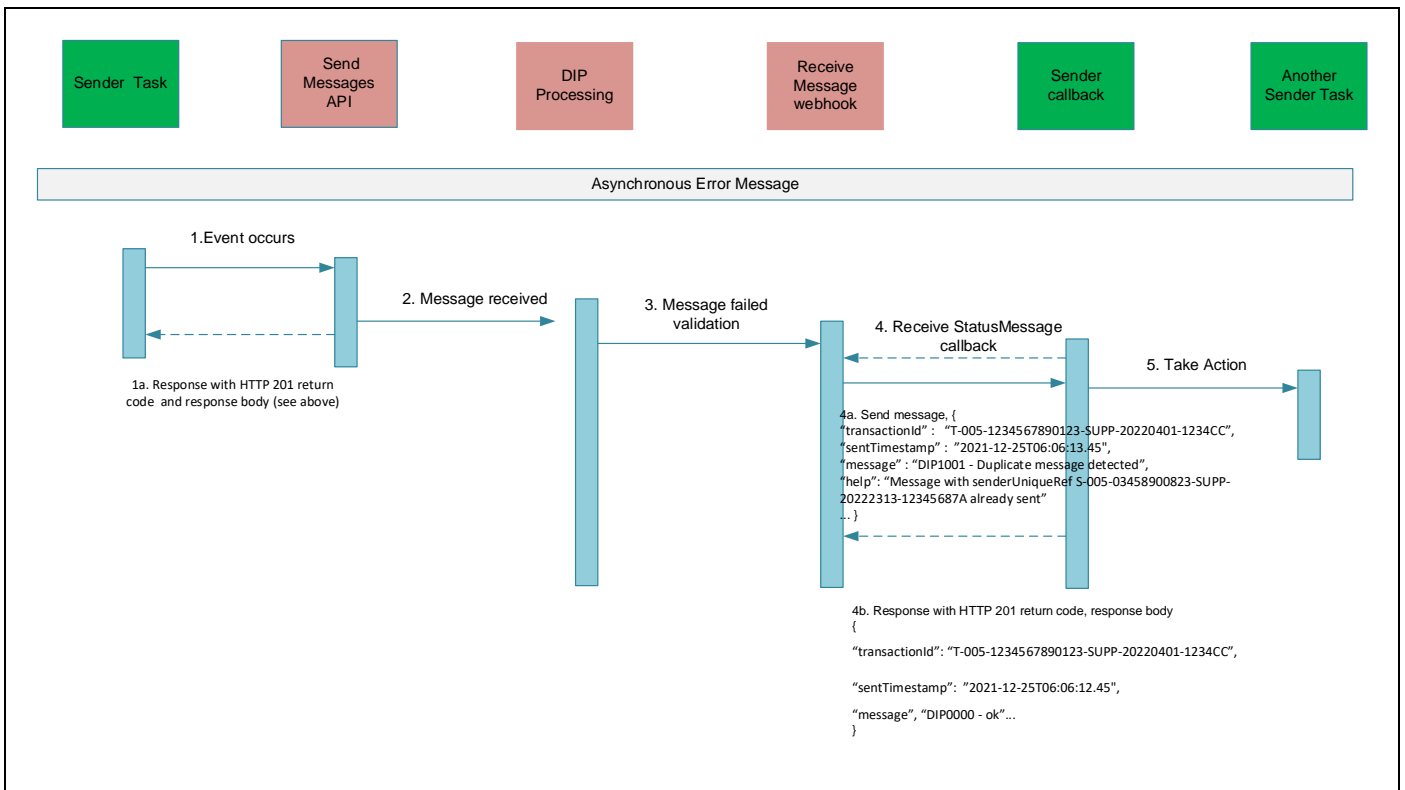 Sender Task
Send
Messages
API
DIP
Processing
Receive
Message
webhook
Sender
callback
Another
Sender Task
Asynchronous Error Message
1.Event occurs
2. Message received
3. Message failed
validation
4. Receive StatusMessage
callback
5. Take Action
1a. Response with HTTP 201 return
code and response body (see above)
4a. Send message, {
“transactionId” : “T-005-1234567890123-SUPP-20220401-1234CC”,
“sentTimestamp” : ”2021-12-25T06:06:13.45",
“message” : “DIP1001 - Duplicate message detected”,
“help”: “Message with senderUniqueRef S-005-03458900823-SUPP-
20222313-12345687A already sent”
... }
4b. Response with HTTP 201 return code, response body
{
“transactionId”: “T-005-1234567890123-SUPP-20220401-1234CC”,
“sentTimestamp”: ”2021-12-25T06:06:12.45",
“message”, “DIP0000 - ok”...
}